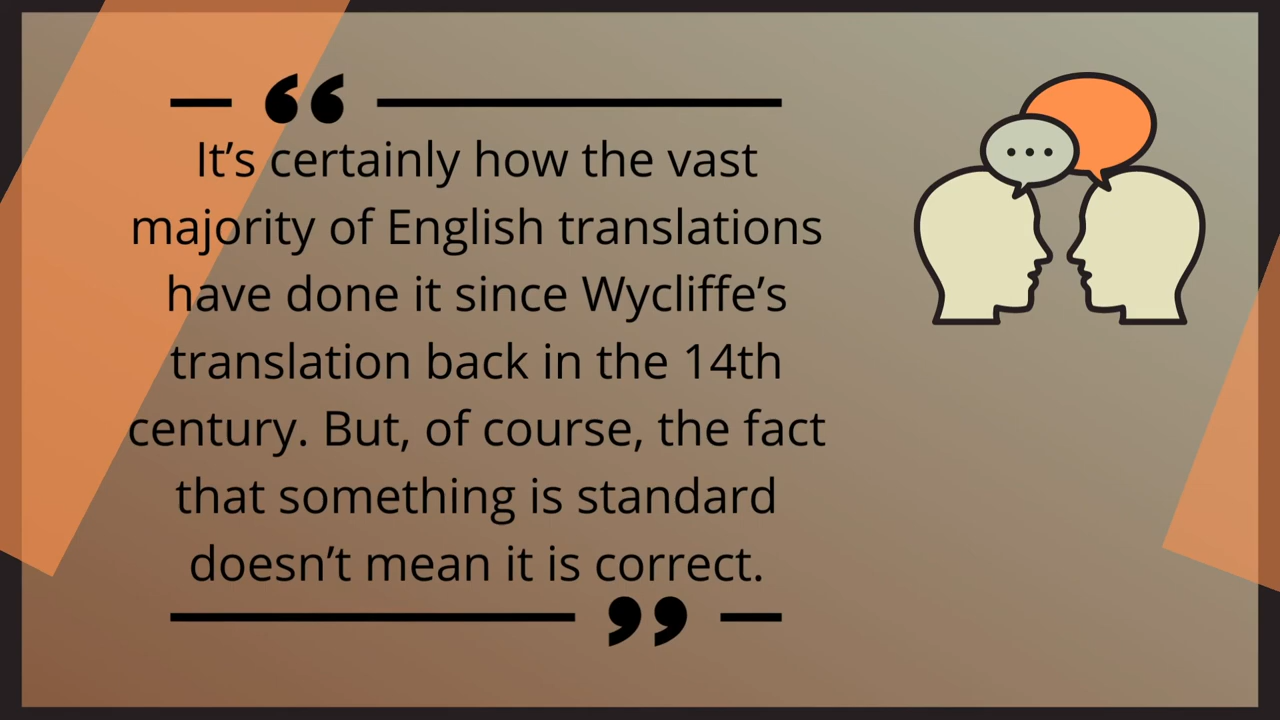 It’s certainly how the vast
majority of English translations
have done it since Wycliffe’s
translation back in the 14th
century. But, of course, the fact
that something is standard
doesn’t mean it is correct.